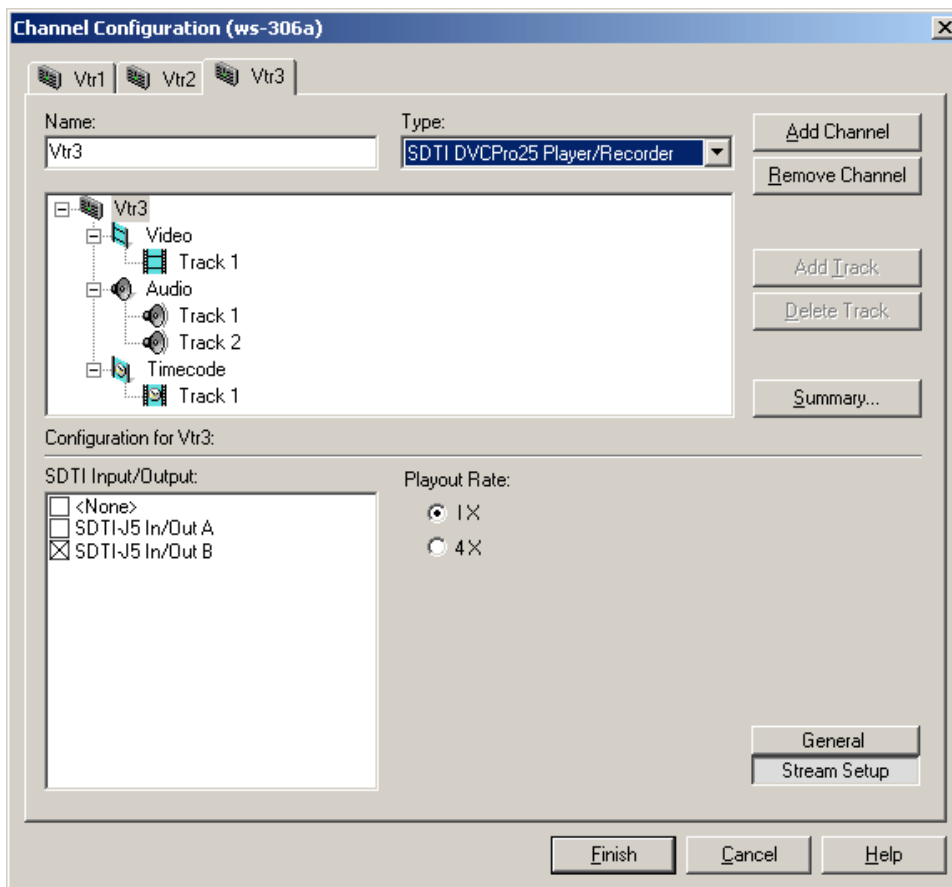 Channel Configuration (ws-306a)
Vtr1 Vtr2 Vtr3
Name: Type:
Vtr3 SDTI DVCPro25 Player/Recorder
Add Channel
Remove Channel
Vtr3
Video
Track 1
Audio
Track 1
Track 2
Timecode
Track 1
Add Track
Delete Track
Summary...
Configuration for Vtr3:
SDTI Input/Output:
<None>
SDTI-J5 In/Out A
SDTI-J5 In/Out B
Playout Rate:
1X
4X
General
Stream Setup
Finish Cancel Help